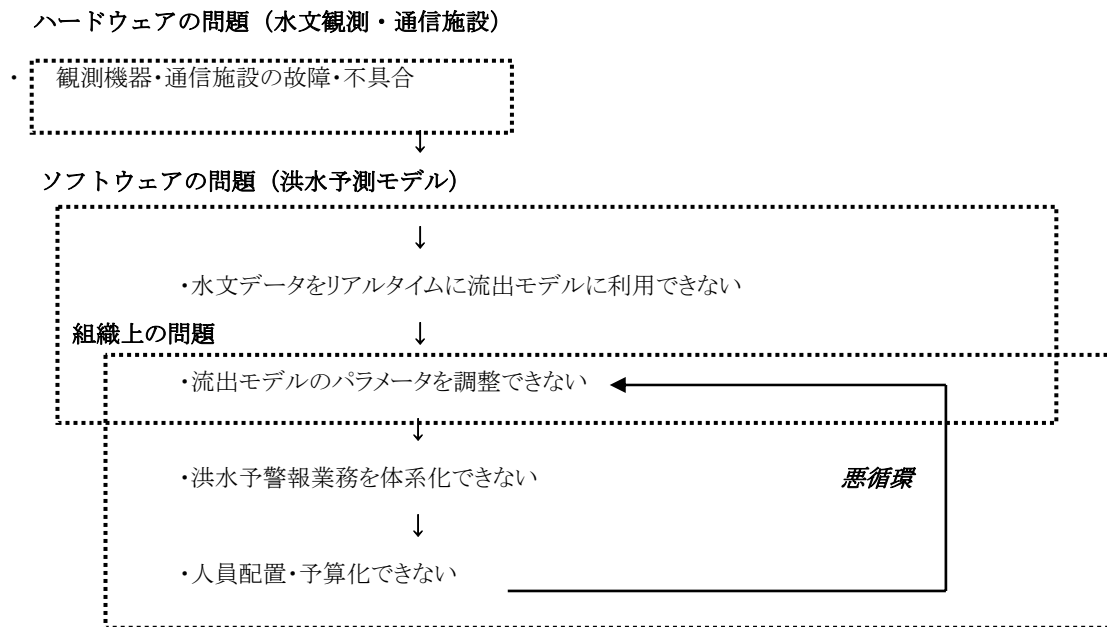 ハードウェアの問題（水文観測・通信施設）
・ 観測機器・通信施設の故障・不具合
↓
ソフトウェアの問題（洪水予測モデル）
↓
・水文データをリアルタイムに流出モデルに利用できない
組織上の問題 ↓
・流出モデルのパラメータを調整できない
↓
・洪水予警報業務を体系化できない 悪循環
↓
・人員配置・予算化できない